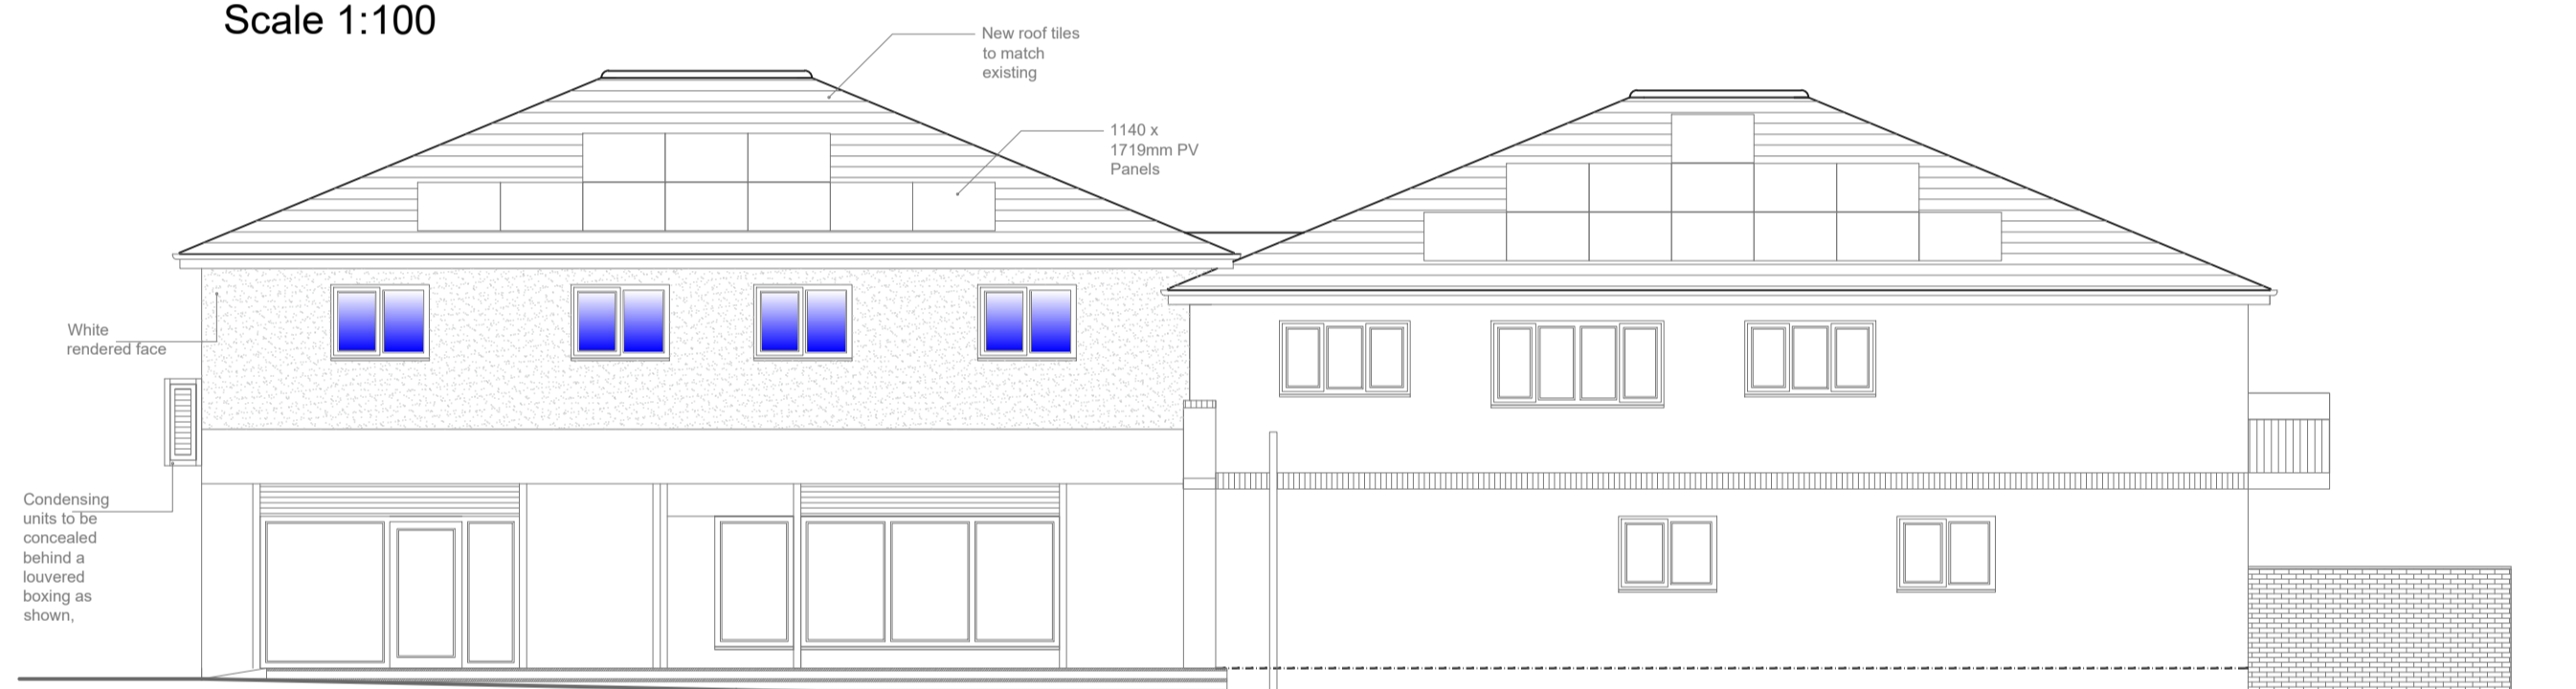 Scale 1:100
New roof tiles
to match
existing
1140 x
1719mm PV
Panels
White
rendered face
Condensing
units to be
concealed
behind a
louvered
boxing as
shown,